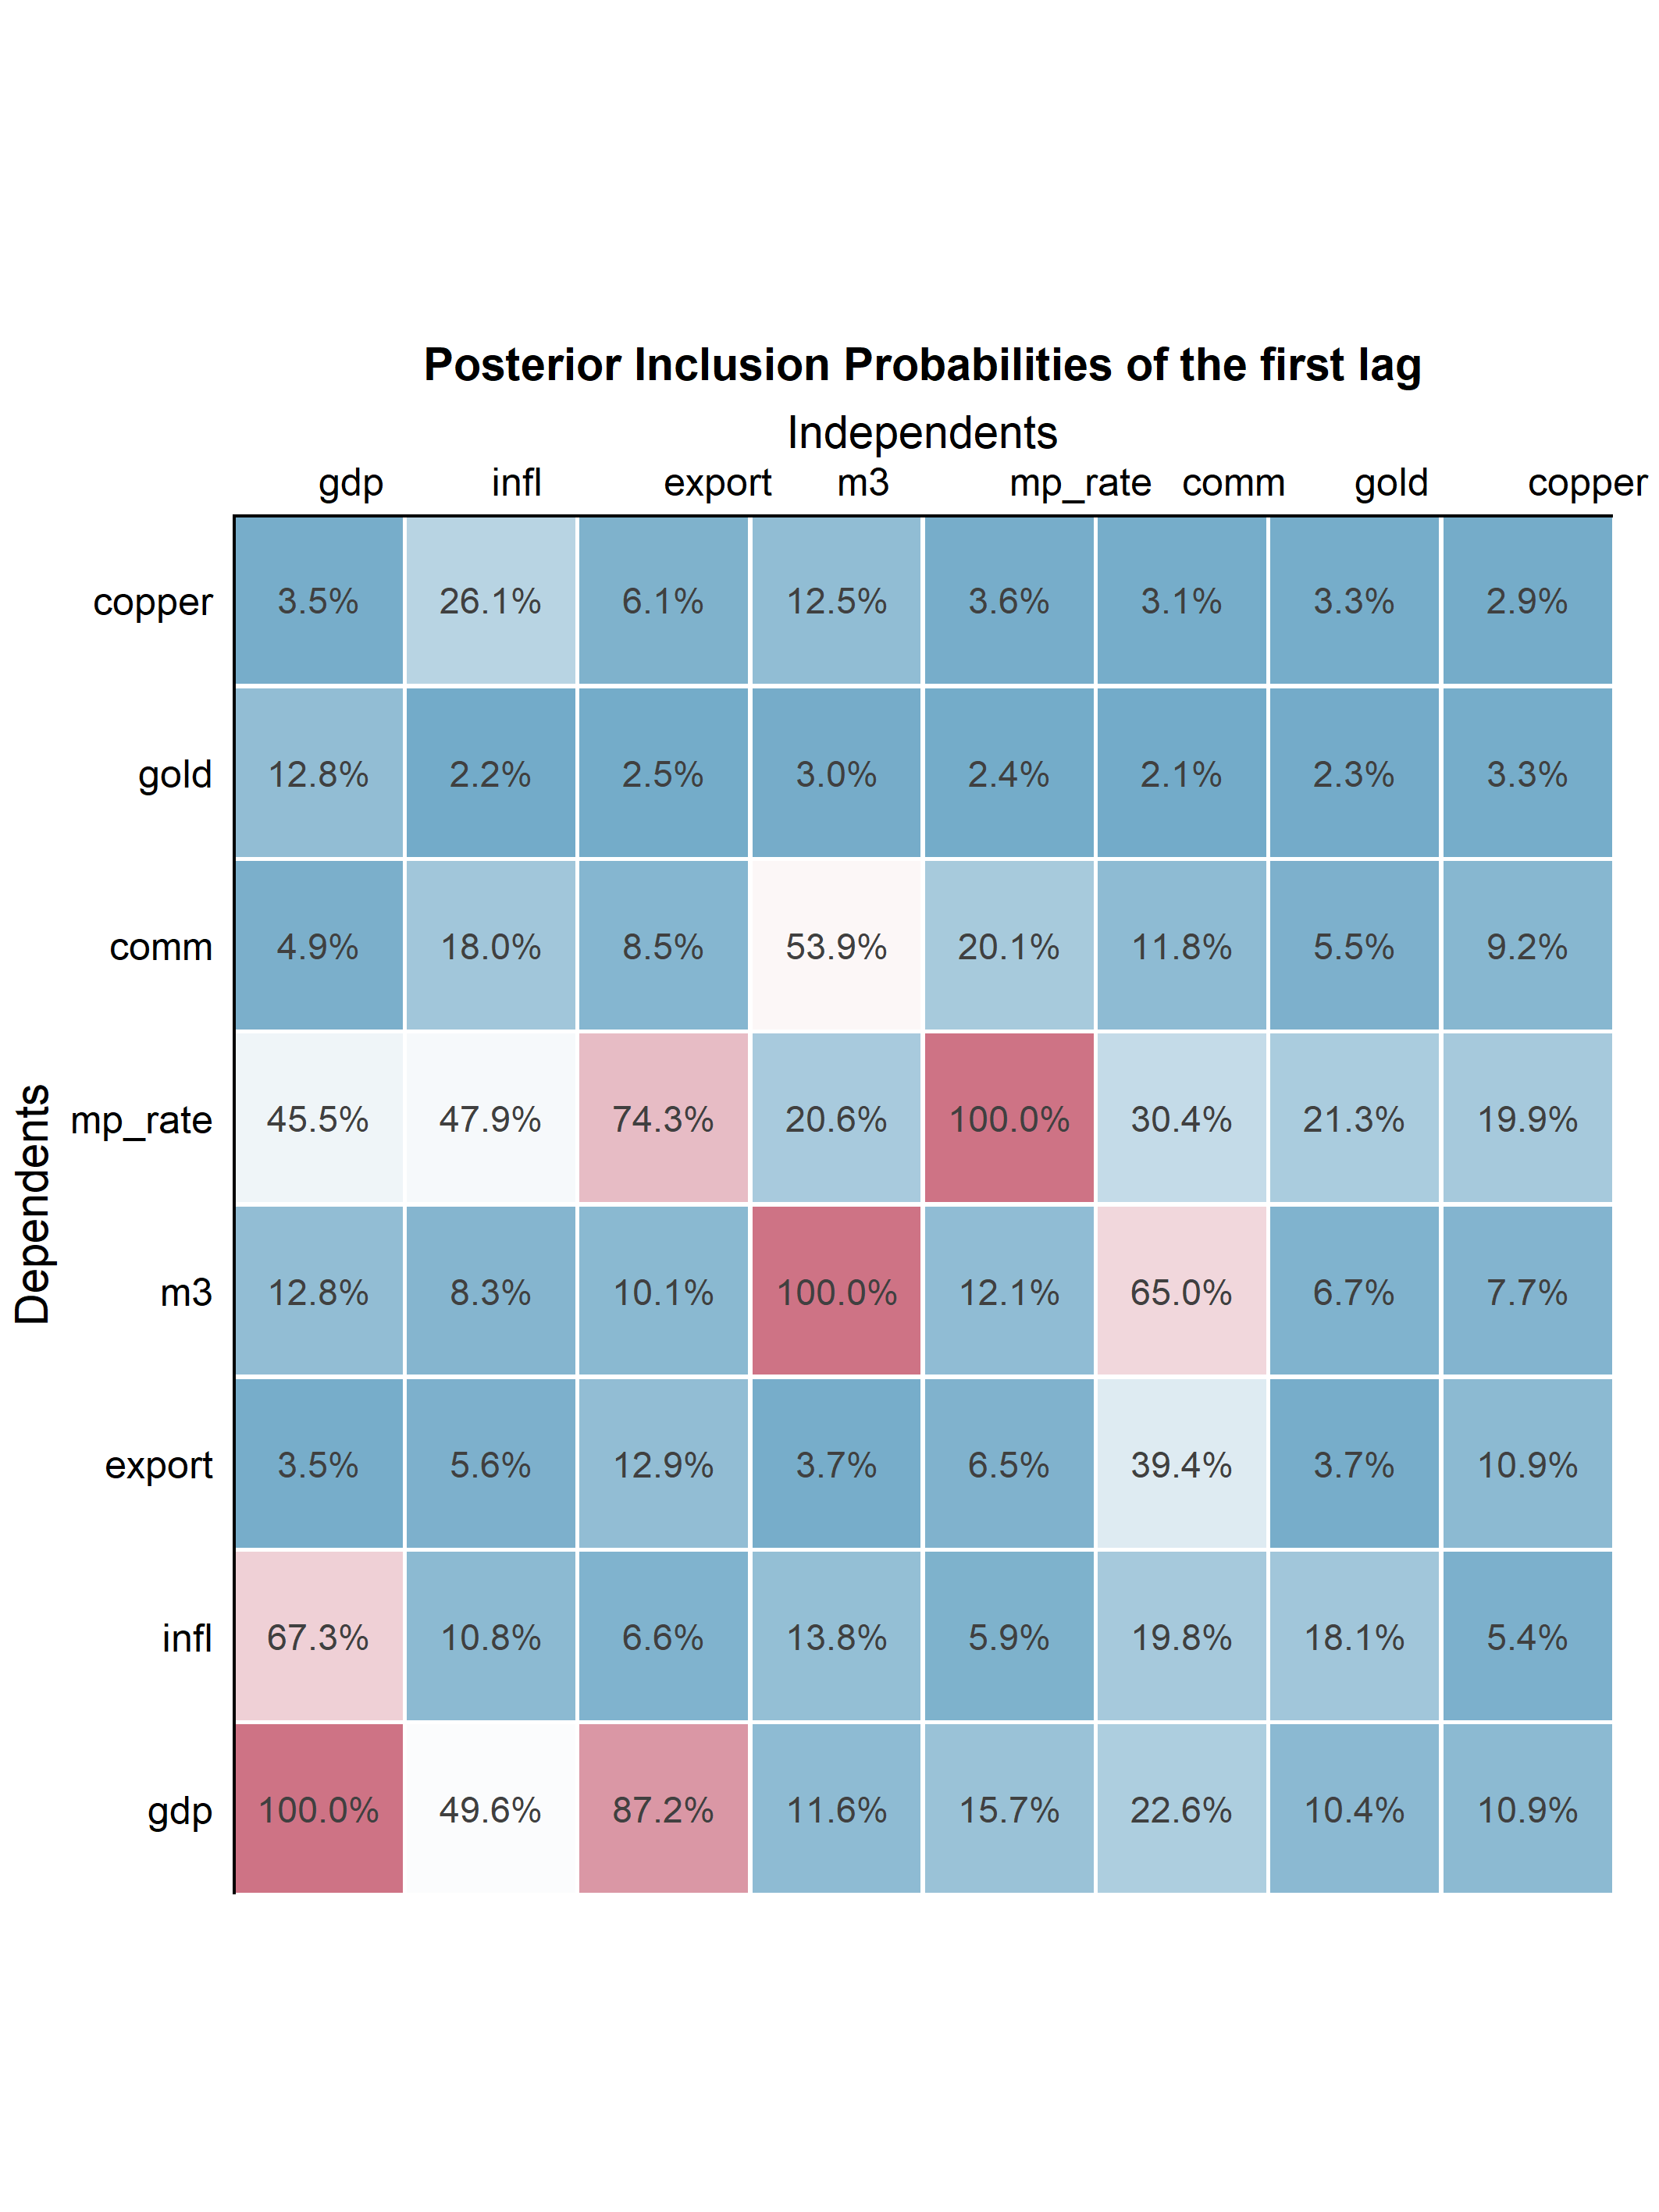 Posterior Inclusion Probabilities of the first lag
Independents
gdp infl export m3 mp_rate comm gold copper
copper 3.5% 26.1% 6.1% 12.5% 3.6% 3.1% 3.3% 2.9%
gold 12.8% 2.2% 2.5% 3.0% 2.4% 2.1% 2.3% 3.3%
comm 4.9% 18.0% 8.5% 53.9% 20.1% 11.8% 5.5% 9.2%
mp_rate 45.5% 47.9% 74.3% 20.6% 100.0% 30.4% 21.3% 19.9%
Dependents
m3 12.8% 8.3% 10.1% 100.0% 12.1% 65.0% 6.7% 7.7%
export 3.5% 5.6% 12.9% 3.7% 6.5% 39.4% 3.7% 10.9%
infl 67.3% 10.8% 6.6% 13.8% 5.9% 19.8% 18.1% 5.4%
gdp 100.0% 49.6% 87.2% 11.6% 15.7% 22.6% 10.4% 10.9%